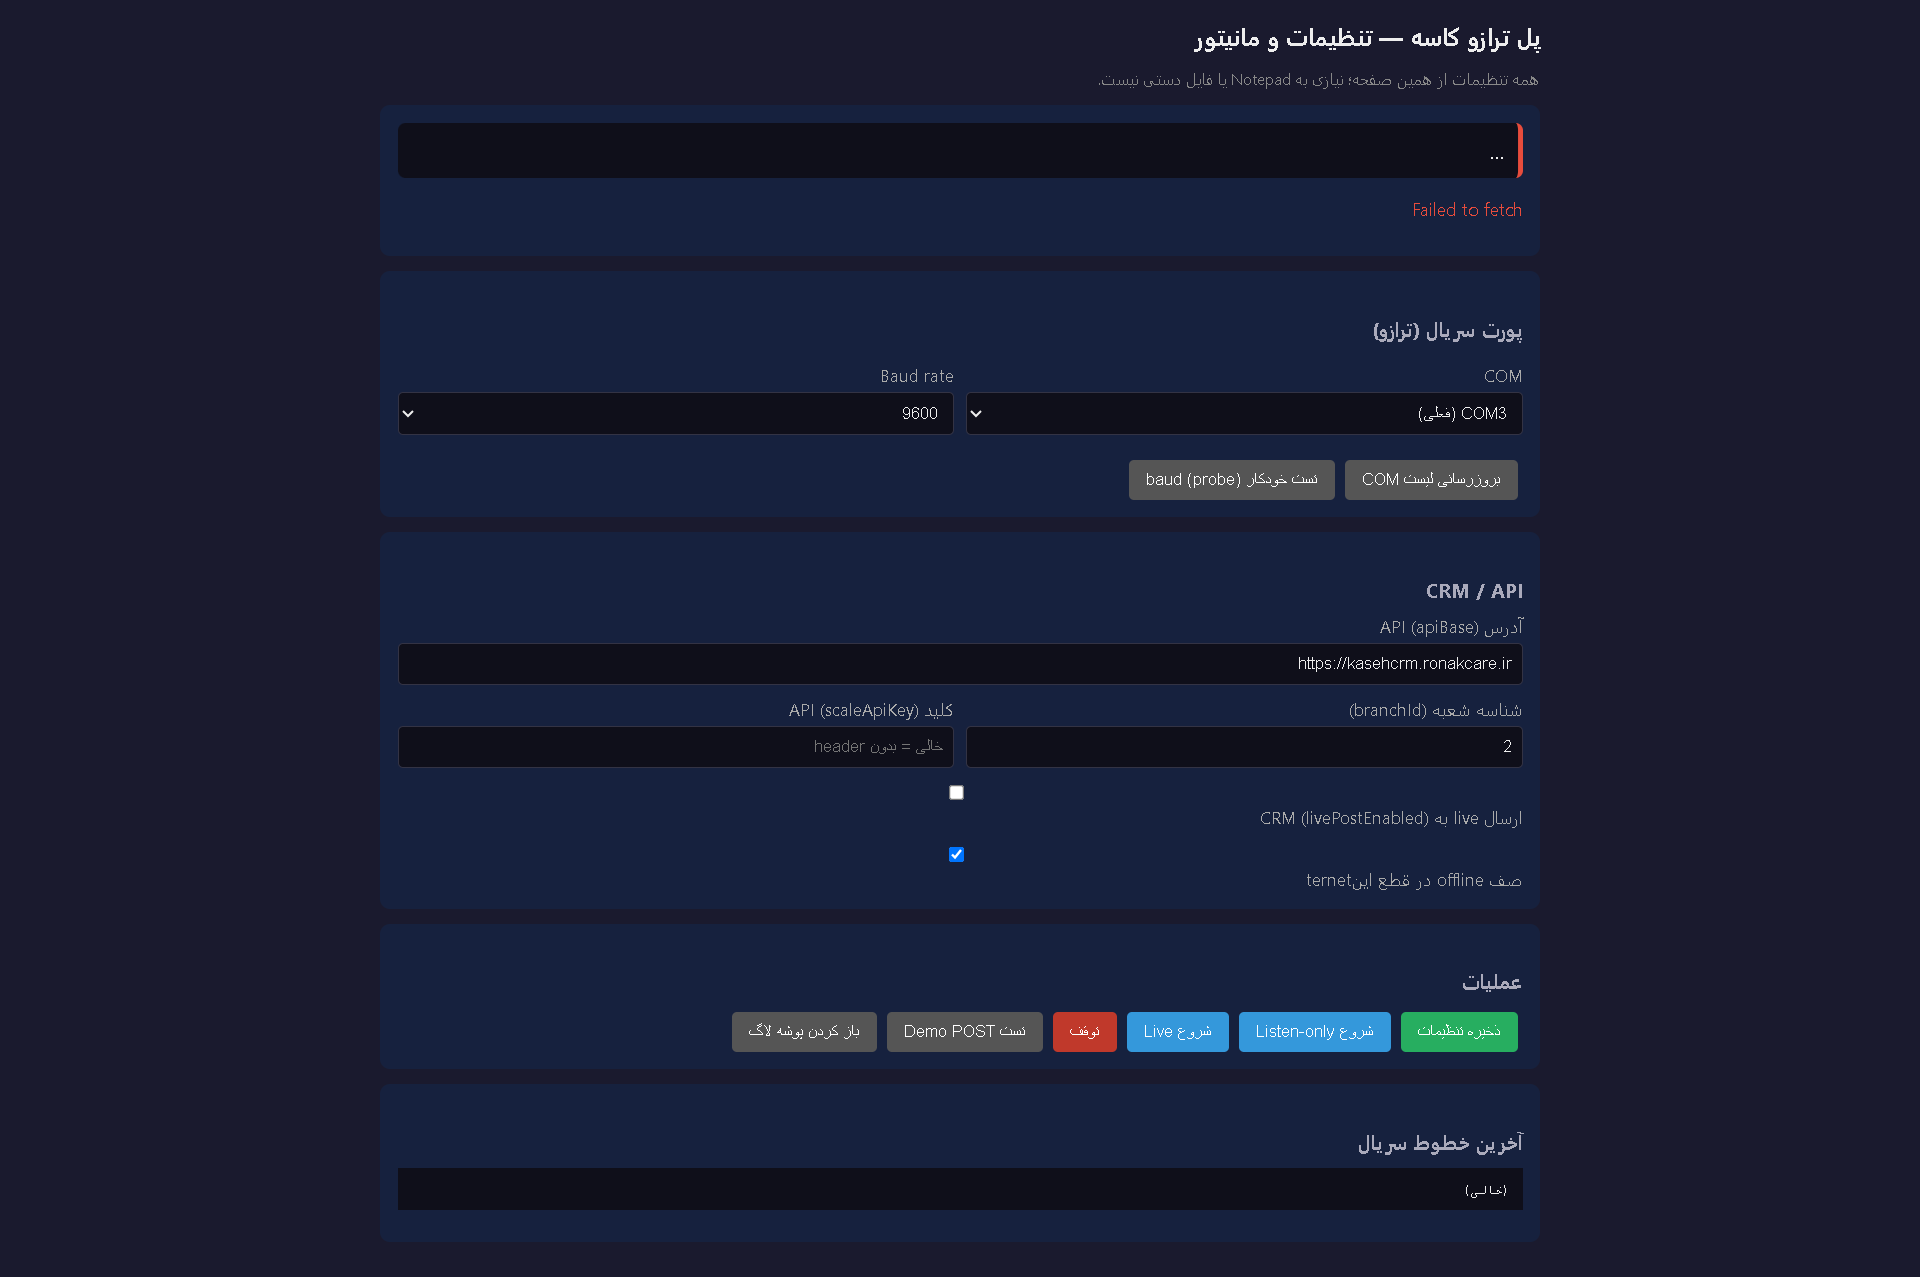 پل ترازو کاسه — تنظیمات و مانیتور
همه تنظیمات از همین صفحه؛ نیازی به Notepad یا فایل دستی نیست.
...
Failed to fetch
پورت سریال (ترازو)
COM
Baud rate
COM3 (فعلی)
9600
بروزرسانی لیست COM
تست خودکار baud (probe)
CRM / API
آدرس API (apiBase)
https://kasehcrm.ronakcare.ir
شناسه شعبه (branchId)
کلید API (scaleApiKey)
2
خالی = بدون header
ارسال live به CRM (livePostEnabled)
صف offline در قطع اینternet
عملیات
ذخیره تنظیمات
شروع Listen-only
شروع Live
توقف
تست Demo POST
باز کردن پوشه لاگ
آخرین خطوط سریال
(خالی)